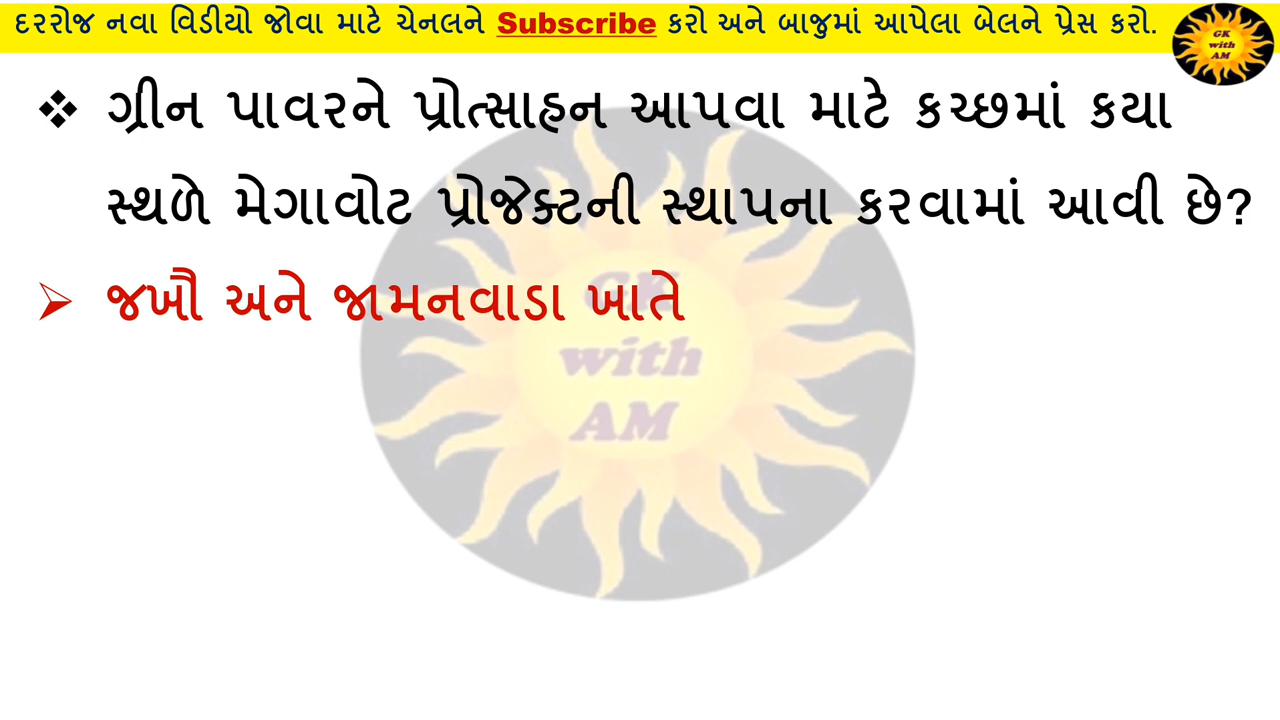 દરરોજ નવા વિડીયો જોવા માટે ચેનલને Subscribe કરો અને બાજુમાં આપેલા બેલને પ્રેસ કરો.
GK
with
AM
ગ્રીન પાવરને પ્રોત્સાહન આપવા માટે કચ્છમાં કયા
સ્થળે મેગાવોટ પ્રોજેક્ટની સ્થાપના કરવામાં આવી છે?
જખૌ અને જામનવાડા ખાતે
GK
with
AM